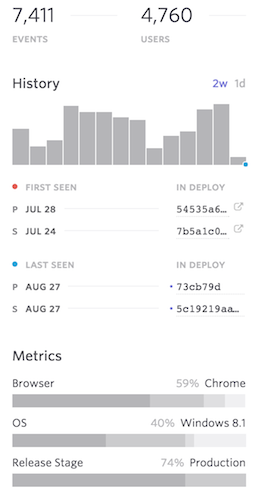 7,411 4,760
EVENTS USERS
History 2w 1d
FIRST SEEN IN DEPLOY
P JUL 28 54535a6...
S JUL 24 7b5a1c0...
LAST SEEN IN DEPLOY
P AUG 27 73cb79d
S AUG 27 5c19219aa...
Metrics
Browser 59% Chrome
OS 40% Windows 8.1
Release Stage 74% Production